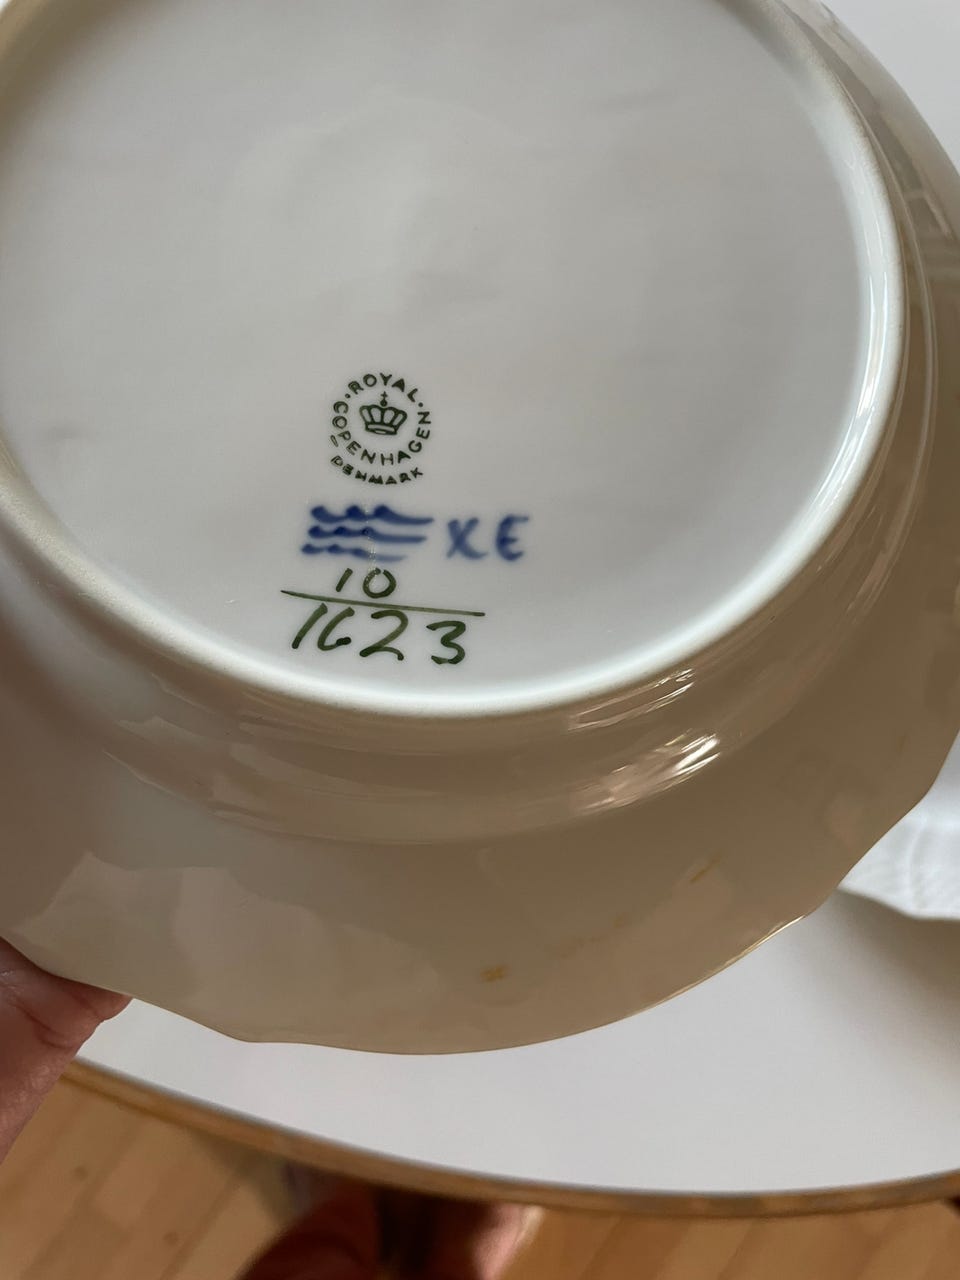 ROYAL COPENHAGEN
DENMARK
XE
10
1623